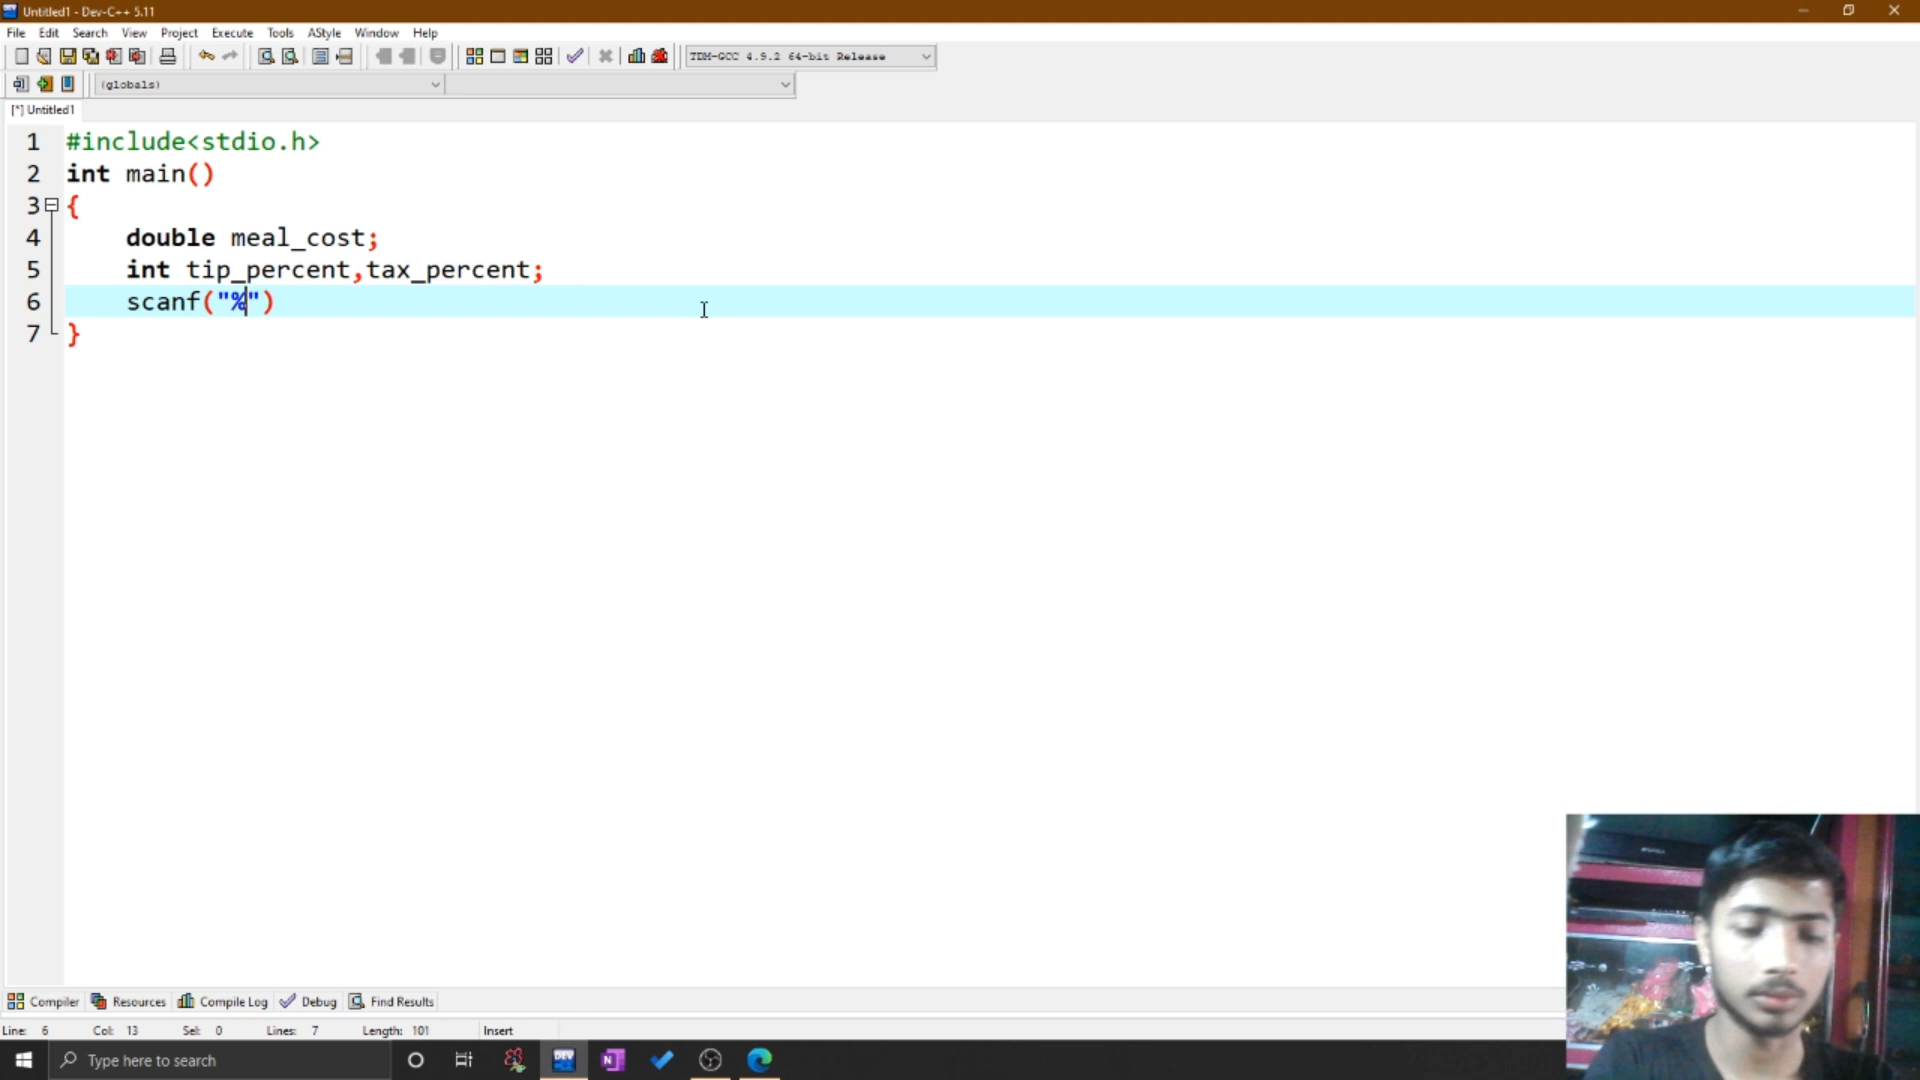 Untitled1 - Dev-C++ 5.11
File Edit Search View Project Execute Tools AStyle Window Help
TDM-GCC 4.9.2 64-bit Release
(globals)
[*] Untitled1
1 #include<stdio.h>
2 int main()
3 {
4 double meal_cost;
5 int tip_percent,tax_percent;
6 scanf("%")
7 }
Compiler Resources Compile Log Debug Find Results
Line: 6 Col: 13 Sel: 0 Lines: 7 Length: 101 Insert
Type here to search DEV N